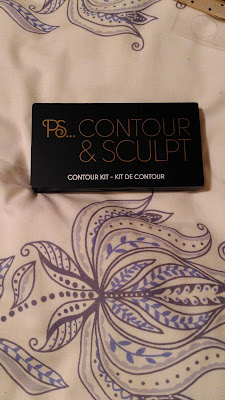 PS... CONTOUR
& SCULPT
CONTOUR KIT - KIT DE CONTOUR